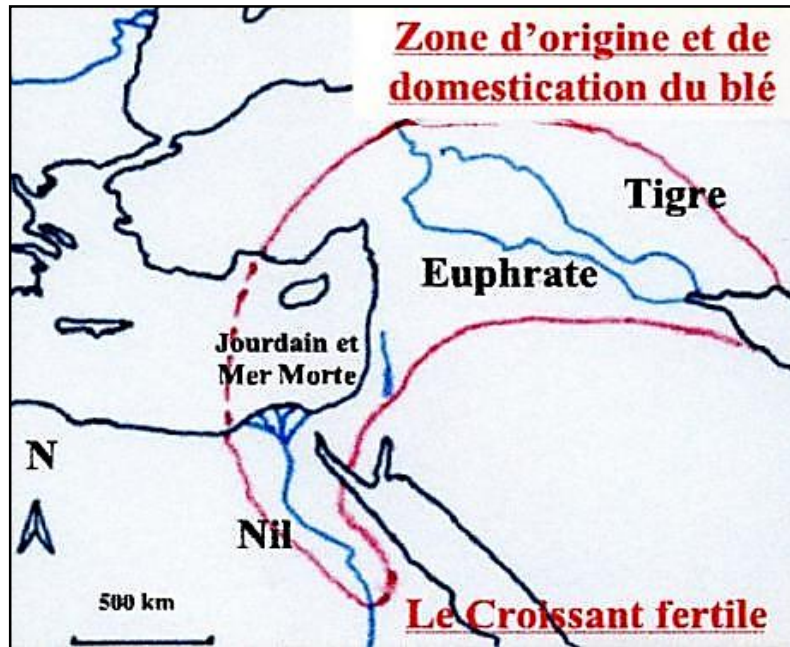 Zone d'origine et de
domestication du blé
Tigre
Euphrate
Jourdain et
Mer Morte
N
Nil
500 km
Le Croissant fertile